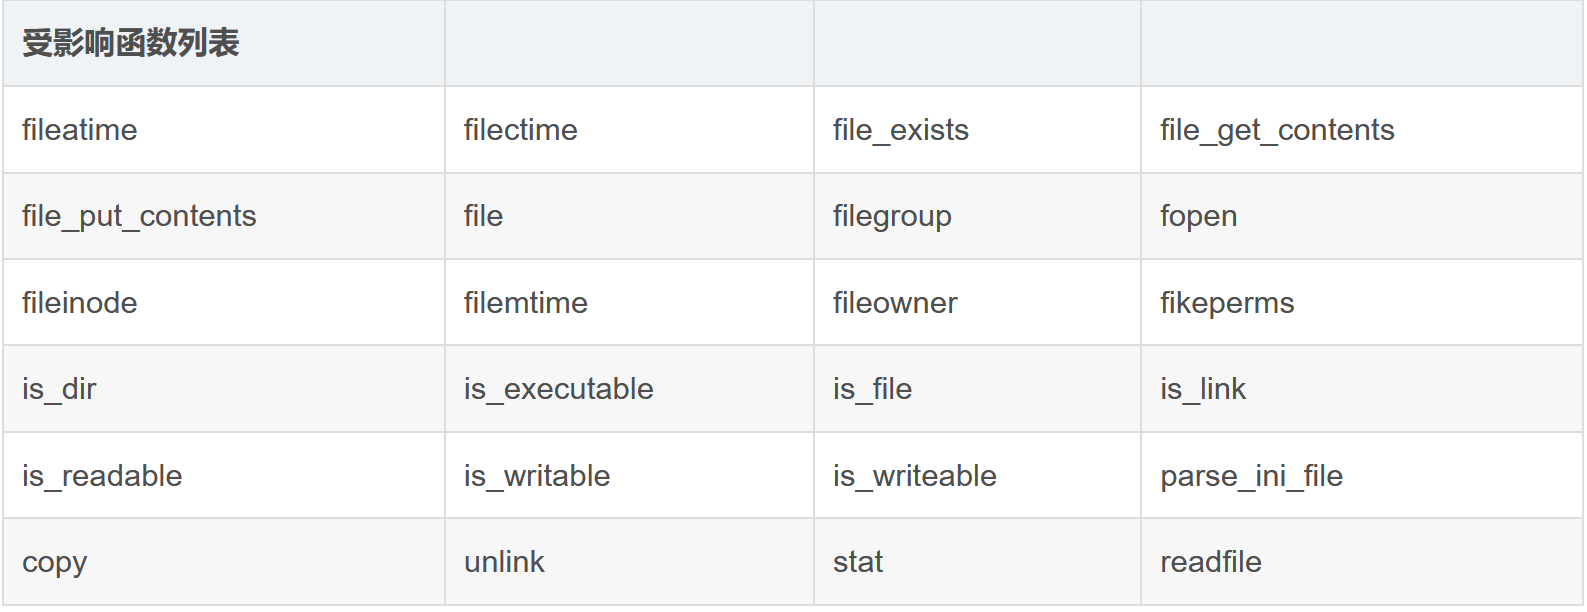 受影响函数列表
fileatime filectime file_exists file_get_contents
file_put_contents file filegroup fopen
fileinode filemtime fileowner fikeperms
is_dir is_executable is_file is_link
is_readable is_writable is_writeable parse_ini_file
copy unlink stat readfile